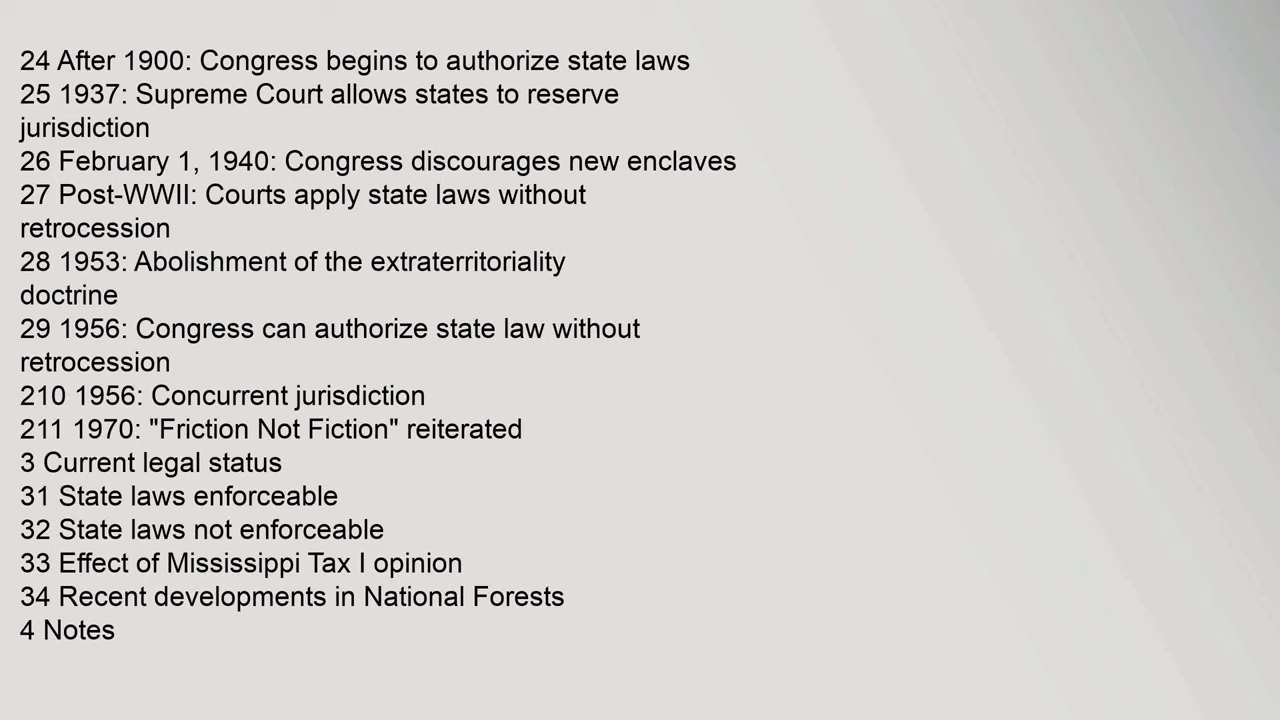 24 After 1900: Congress begins to authorize state laws
25 1937: Supreme Court allows states to reserve
jurisdiction
26 February 1, 1940: Congress discourages new enclaves
27 Post-WWII: Courts apply state laws without
retrocession
28 1953: Abolishment of the extraterritoriality
doctrine
29 1956: Congress can authorize state law without
retrocession
210 1956: Concurrent jurisdiction
211 1970: "Friction Not Fiction" reiterated
3 Current legal status
31 State laws enforceable
32 State laws not enforceable
33 Effect of Mississippi Tax I opinion
34 Recent developments in National Forests
4 Notes